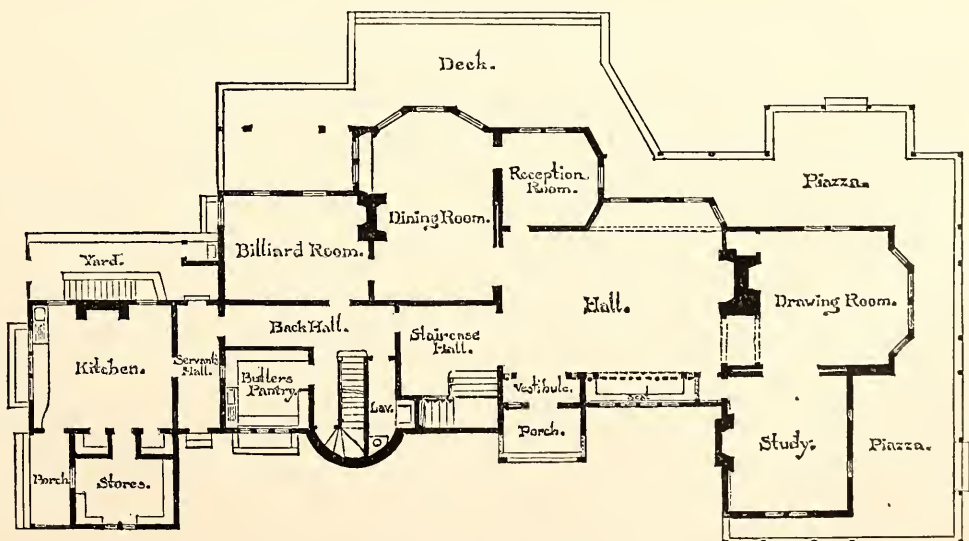 Deck.
Piazza.
Reception
Room.
Dining Room.
Billiard Room.
Yard.
Hall.
Drawing Room.
Back Hall.
Staircase
Hall.
Kitchen.
Servants
Hall.
Butlers
Pantry.
Lav.
Vestibule.
Seat
Porch.
Study.
Piazza.
Porch
Stores.